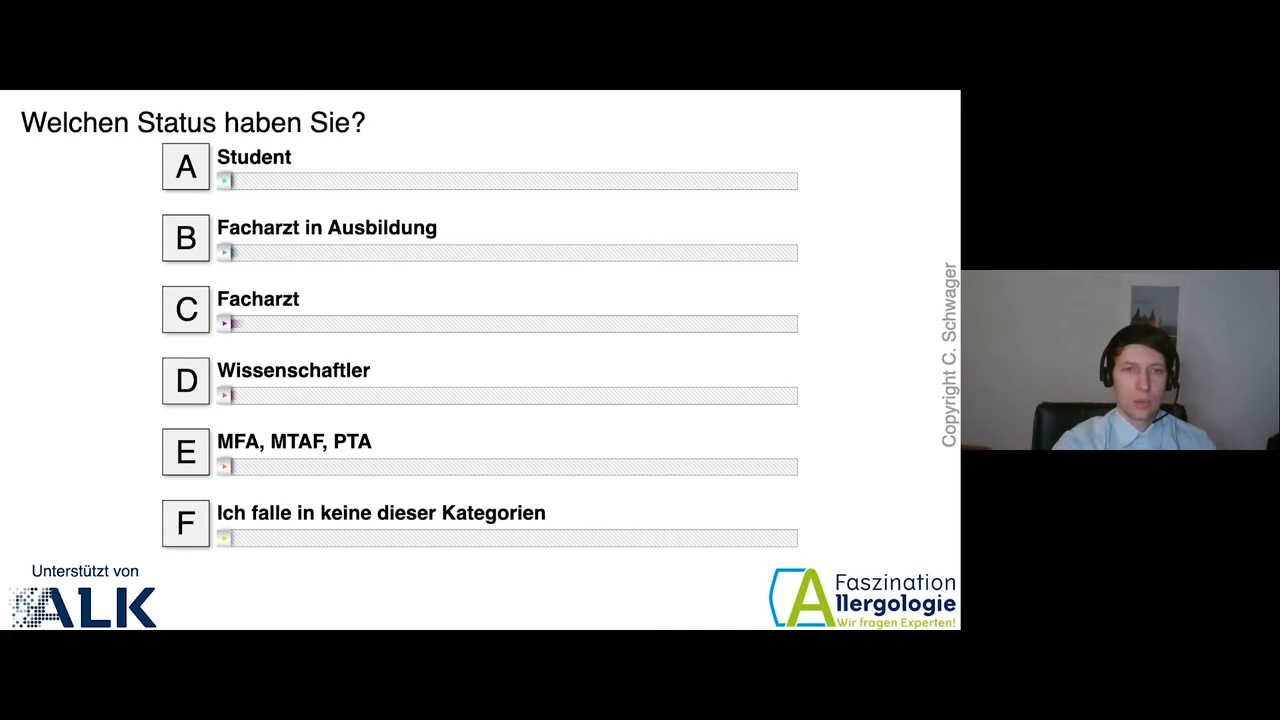 Welchen Status haben Sie?
A Student
B Facharzt in Ausbildung
C Facharzt
D Wissenschaftler
E MFA, MTAF, PTA
F Ich falle in keine dieser Kategorien
Copyright C. Schwager
Unterstützt von
ALK
Faszination
Allergologie
Wir fragen Experten!